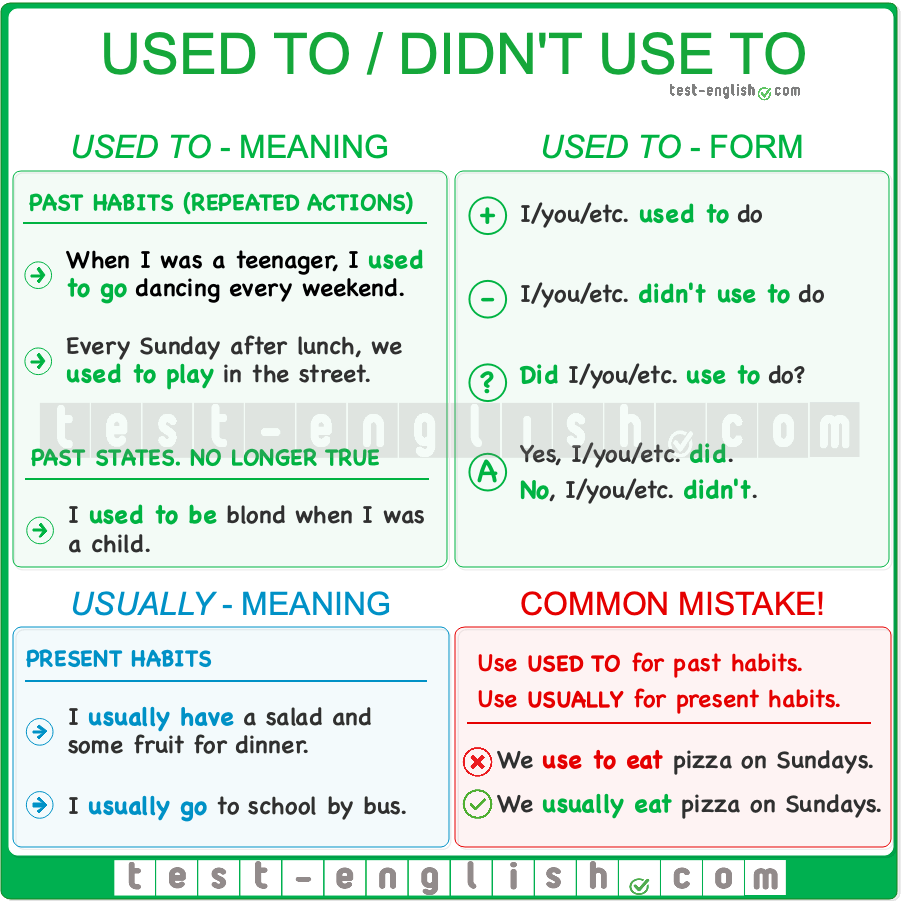 USED TO / DIDN'T USE TO
test-english.com
USED TO - MEANING
PAST HABITS (REPEATED ACTIONS)
When I was a teenager, I used
to go dancing every weekend.
Every Sunday after lunch, we
used to play in the street.
PAST STATES. NO LONGER TRUE
I used to be blond when I was
a child.
USED TO - FORM
+ I/you/etc. used to do
- I/you/etc. didn't use to do
? Did I/you/etc. use to do?
A Yes, I/you/etc. did.
No, I/you/etc. didn't.
test-english.com
USUALLY - MEANING
PRESENT HABITS
I usually have a salad and
some fruit for dinner.
I usually go to school by bus.
COMMON MISTAKE!
Use USED TO for past habits.
Use USUALLY for present habits.
We use to eat pizza on Sundays.
We usually eat pizza on Sundays.
test-english.com